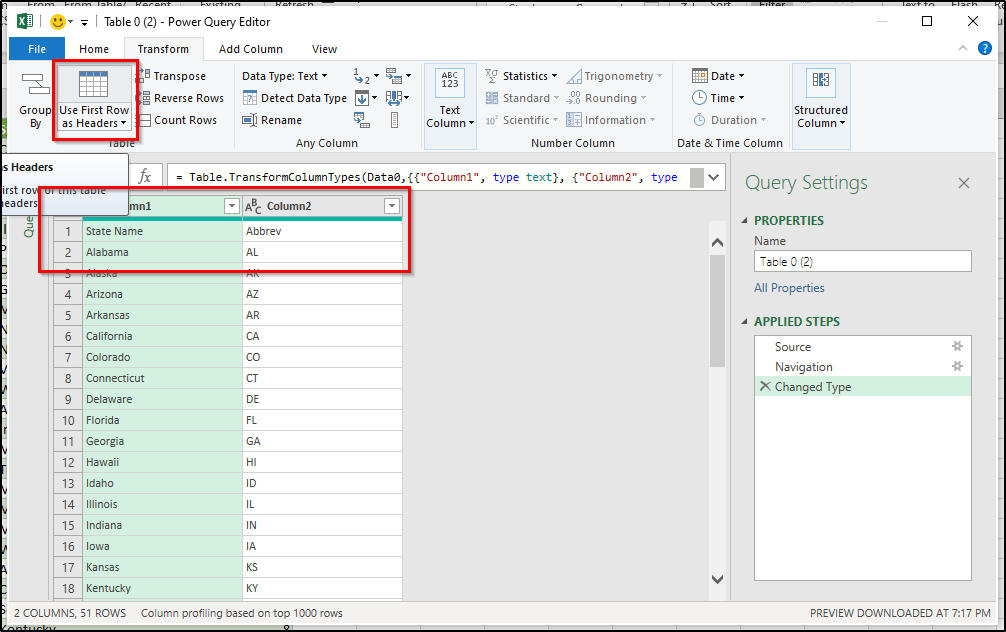 Table 0 (2) - Power Query Editor
File Home Transform Add Column View
Group By
Use First Row as Headers
Transpose
Reverse Rows
Count Rows
Table
Data Type: Text
Detect Data Type
Rename
Any Column
ABC
123
Text Column
Statistics
Standard
Scientific
Trigonometry
Rounding
Information
Number Column
Date
Time
Duration
Date & Time Column
Structured Column
as Headers
first row of this table
headers
fx = Table.TransformColumnTypes(Data0,{{"Column1", type text}, {"Column2", type
mn1 ABC Column2
1 State Name Abbrev
2 Alabama AL
3 Alaska AK
4 Arizona AZ
5 Arkansas AR
6 California CA
7 Colorado CO
8 Connecticut CT
9 Delaware DE
10 Florida FL
11 Georgia GA
12 Hawaii HI
13 Idaho ID
14 Illinois IL
15 Indiana IN
16 Iowa IA
17 Kansas KS
18 Kentucky KY
Query Settings
PROPERTIES
Name
Table 0 (2)
All Properties
APPLIED STEPS
Source
Navigation
Changed Type
2 COLUMNS, 51 ROWS Column profiling based on top 1000 rows PREVIEW DOWNLOADED AT 7:17 PM